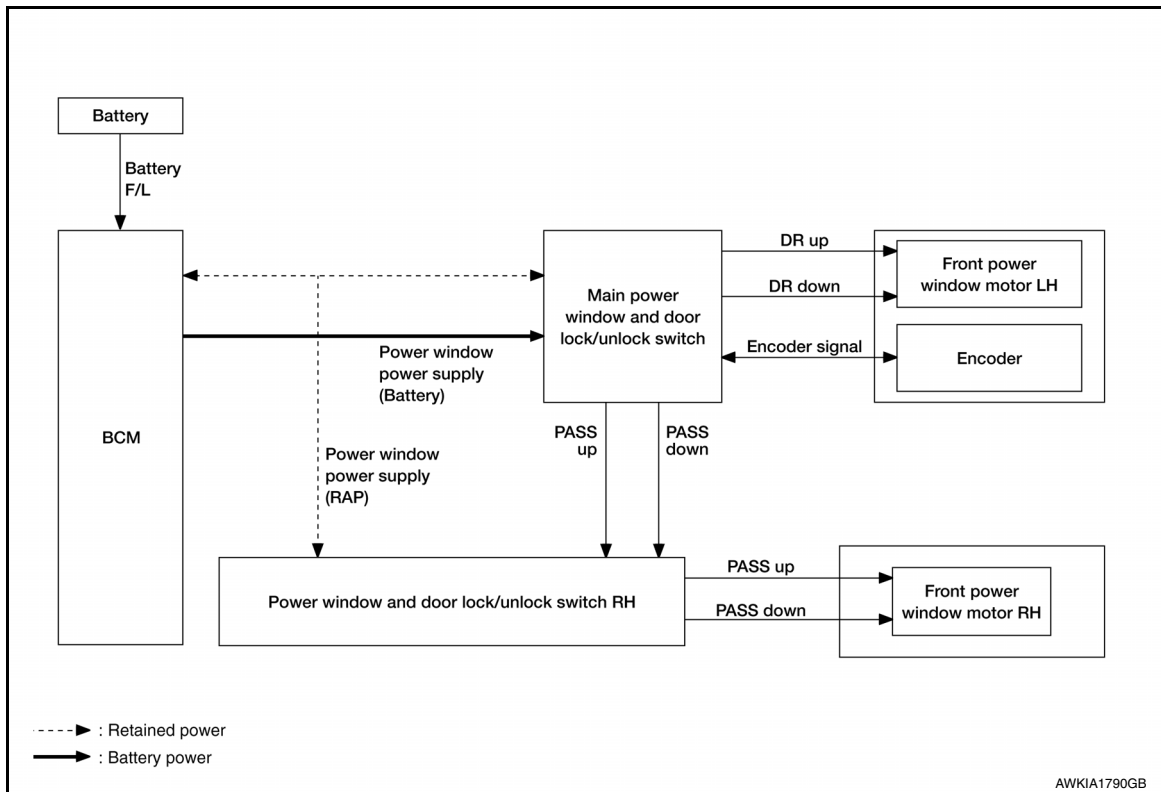 Battery
Battery
F/L
BCM
Power window
power supply
(Battery)
Power window
power supply
(RAP)
Main power
window and door
lock/unlock switch
DR up
DR down
Encoder signal
Front power
window motor LH
Encoder
PASS
up
PASS
down
Power window and door lock/unlock switch RH
PASS up
PASS down
Front power
window motor RH
: Retained power
: Battery power
AWKIA1790GB